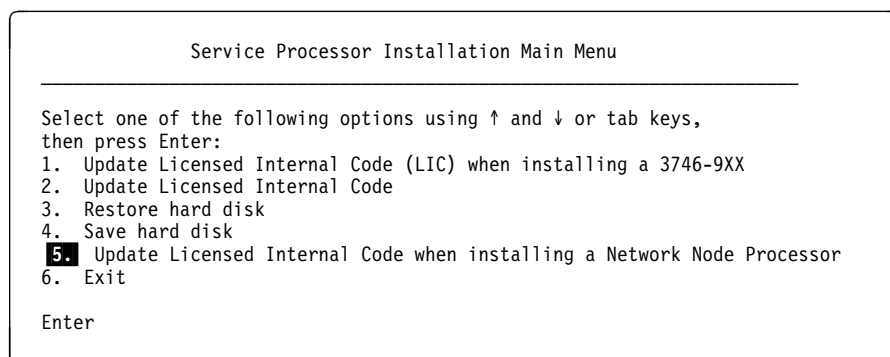 Service Processor Installation Main Menu
Select one of the following options using ↑ and ↓ or tab keys,
then press Enter:
1. Update Licensed Internal Code (LIC) when installing a 3746-9XX
2. Update Licensed Internal Code
3. Restore hard disk
4. Save hard disk
5. Update Licensed Internal Code when installing a Network Node Processor
6. Exit
Enter